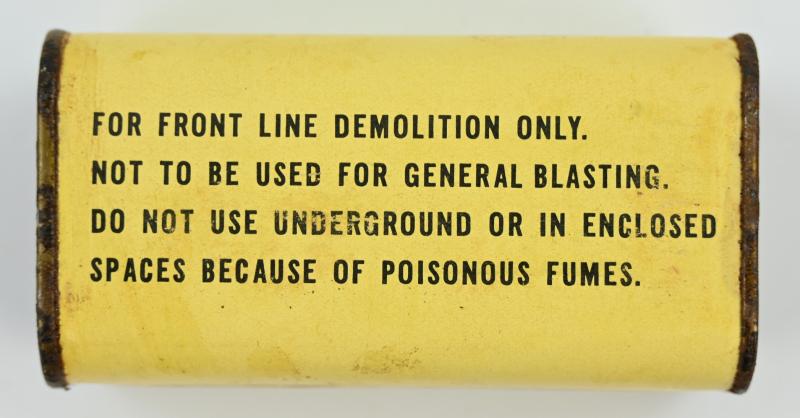 FOR FRONT LINE DEMOLITION ONLY.
NOT TO BE USED FOR GENERAL BLASTING.
DO NOT USE UNDERGROUND OR IN ENCLOSED
SPACES BECAUSE OF POISONOUS FUMES.